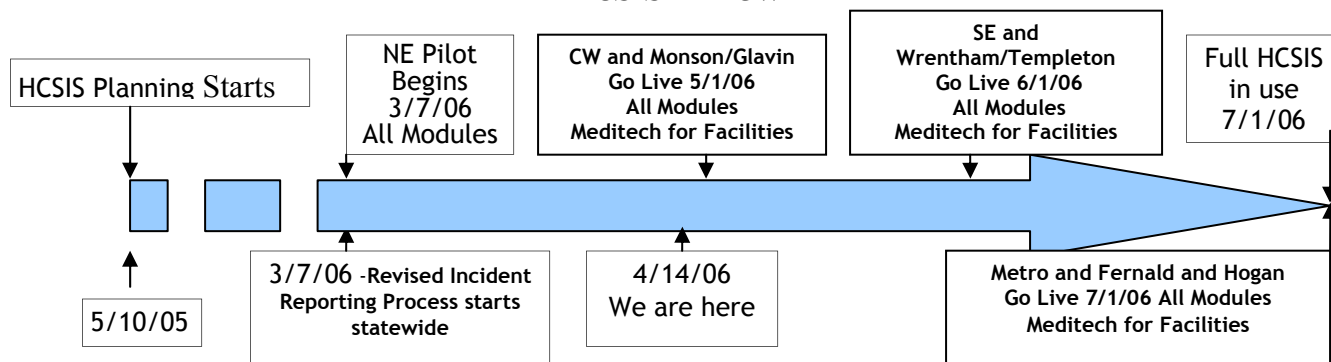 HCSIS Planning Starts
NE Pilot
Begins
3/7/06
All Modules
CW and Monson/Glavin
Go Live 5/1/06
All Modules
Meditech for Facilities
SE and
Wrentham/Templeton
Go Live 6/1/06
All Modules
Meditech for Facilities
Full HCSIS
in use
7/1/06
5/10/05
3/7/06 -Revised Incident
Reporting Process starts
statewide
4/14/06
We are here
Metro and Fernald and Hogan
Go Live 7/1/06 All Modules
Meditech for Facilities